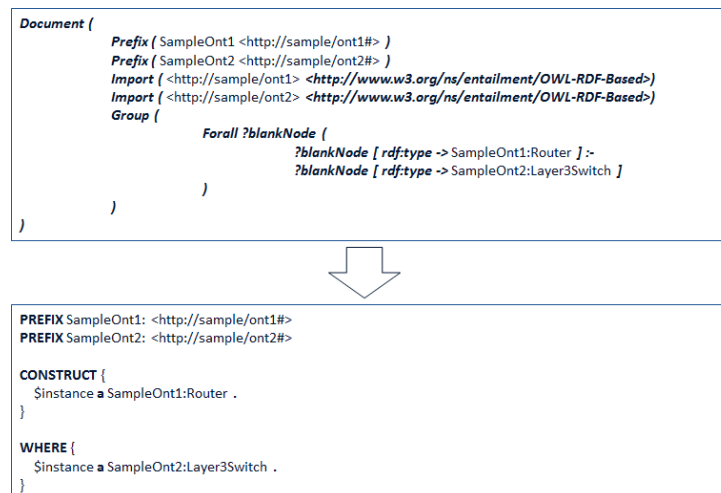 Document (
Prefix ( SampleOnt1 <http://sample/ont1#> )
Prefix ( SampleOnt2 <http://sample/ont2#> )
Import ( <http://sample/ont1> <http://www.w3.org/ns/entailment/OWL-RDF-Based>)
Import ( <http://sample/ont2> <http://www.w3.org/ns/entailment/OWL-RDF-Based>)
Group (
Forall ?blankNode (
?blankNode [ rdf:type -> SampleOnt1:Router ] :-
?blankNode [ rdf:type -> SampleOnt2:Layer3Switch ]
)
)
)
PREFIX SampleOnt1: <http://sample/ont1#>
PREFIX SampleOnt2: <http://sample/ont2#>
CONSTRUCT {
$instance a SampleOnt1:Router .
}
WHERE {
$instance a SampleOnt2:Layer3Switch .
}